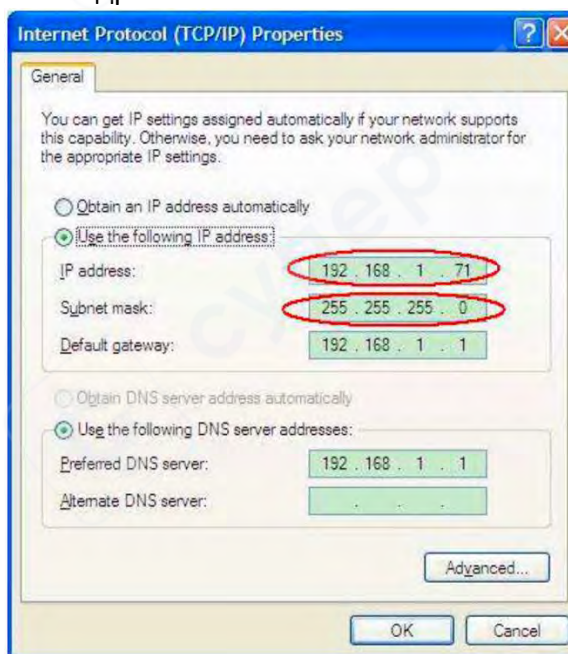 Internet Protocol (TCP/IP) Properties
General
You can get IP settings assigned automatically if your network supports
this capability. Otherwise, you need to ask your network administrator for
the appropriate IP settings.
Obtain an IP address automatically
Use the following IP address:
IP address: 192 . 168 . 1 . 71
Subnet mask: 255 . 255 . 255 . 0
Default gateway: 192 . 168 . 1 . 1
Obtain DNS server address automatically
Use the following DNS server addresses:
Preferred DNS server: 192 . 168 . 1 . 1
Alternate DNS server: . . .
Advanced...
OK Cancel